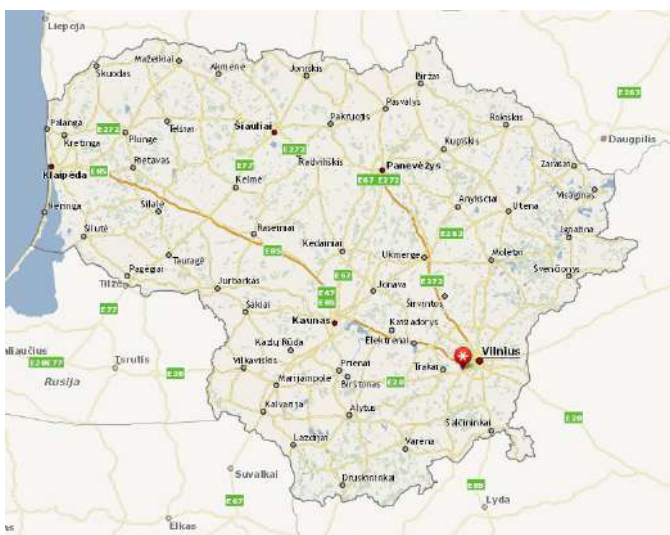 Liepoja
Skuodas
Mažeikiai
Akmenė
Joniškis
Biržai
E262
Palanga
Kretinga
E272
Plungė
Telšiai
Šiauliai
Pakruojis
Pasvalys
Rokiškis
Daugpilis
E272
Radviliškis
Kupiškis
Klaipėda
E85
Rietavas
E77
Kelmė
Panevėžys
E67 E272
Zarasai
Visaginas
Neringa
Šilalė
Anykščiai
Utena
Šilutė
Raseiniai
E262
Ignalina
E85
Kėdainiai
Ukmergė
Molėtai
Tauragė
Pagėgiai
E67
E272
Švenčionys
Jurbarkas
Jonava
Širvintos
E77
Šakiai
E67
Kaunas
Kaišiadorys
Elektrėnai
Kazlų Rūda
Vilnius
Vilkaviškis
Prienai
Trakai
E28
Rusija
Marijampolė
Birštonas
E28
Kalvarija
Alytus
Šalčininkai
E28
Lazdijai
Varėna
Suvalkai
Druskininkai
E85
E67
Lyda
Elkas